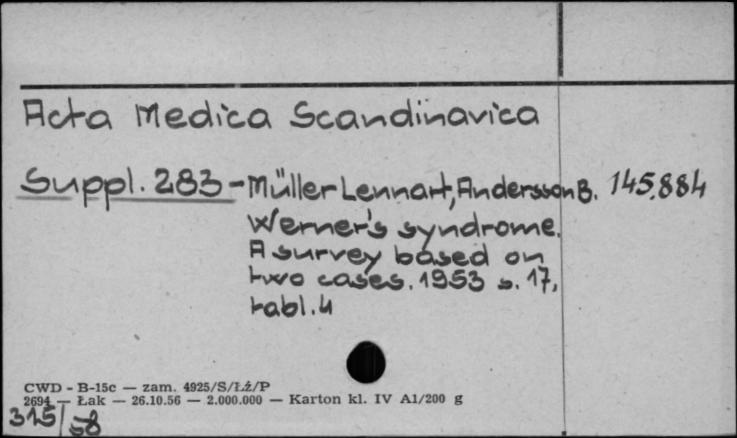 Acta Medica Scandinavica
Suppl. 283 - Müller Lennart, Andersson B. 145.884
Werner's syndrome.
A survey based on
two cases. 1953 s. 17,
tabl. 4
CWD - B-15c — zam. 4925/S/Łż/P
2694 — Łak — 26.10.56 — 2.000.000 — Karton kl. IV A1/200 g
315/58